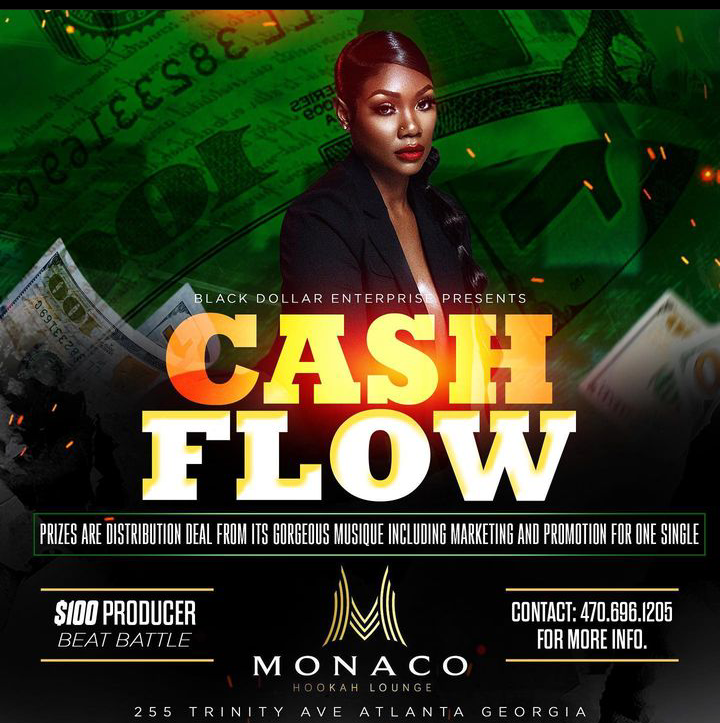 BLACK DOLLAR ENTERPRISE PRESENTS
CASH
FLOW
PRIZES ARE DISTRIBUTION DEAL FROM ITS GORGEOUS MUSIQUE INCLUDING MARKETING AND PROMOTION FOR ONE SINGLE
$100 PRODUCER
BEAT BATTLE
MONACO
HOOKAH LOUNGE
CONTACT: 470.696.1205
FOR MORE INFO.
255 TRINITY AVE ATLANTA GEORGIA